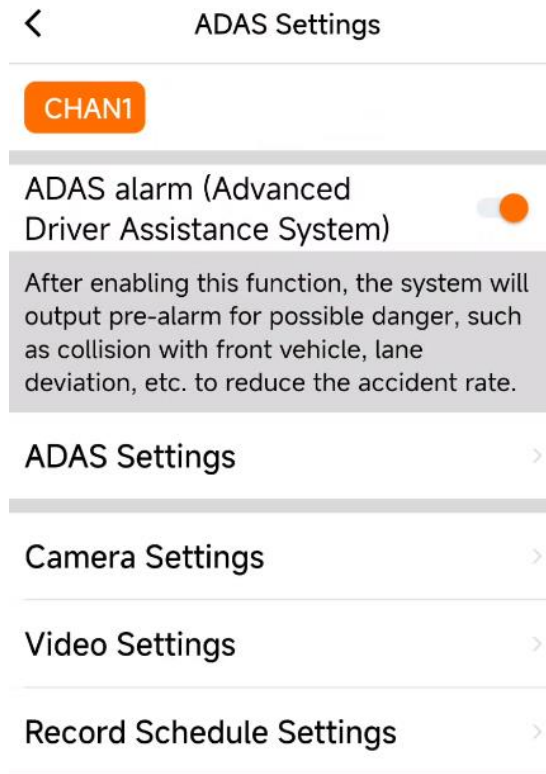 ADAS Settings
CHAN1
ADAS alarm (Advanced
Driver Assistance System)
After enabling this function, the system will
output pre-alarm for possible danger, such
as collision with front vehicle, lane
deviation, etc. to reduce the accident rate.
ADAS Settings
Camera Settings
Video Settings
Record Schedule Settings